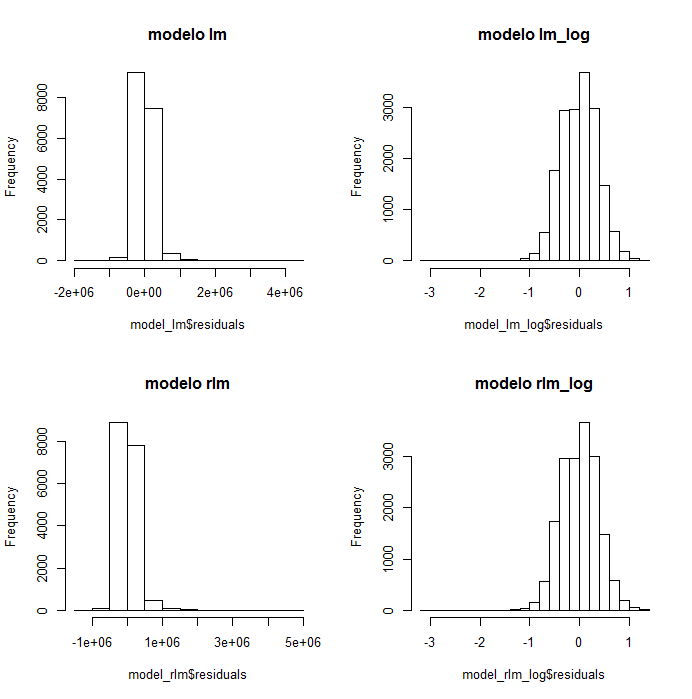 modelo lm
Frequency
0 2000 4000 6000 8000
-2e+06 0e+00 2e+06 4e+06
model_lm$residuals
modelo lm_log
Frequency
0 1000 2000 3000
-3 -2 -1 0 1
model_lm_log$residuals
modelo rlm
Frequency
0 2000 4000 6000 8000
-1e+06 1e+06 3e+06 5e+06
model_rlm$residuals
modelo rlm_log
Frequency
0 1000 2000 3000
-3 -2 -1 0 1
model_rlm_log$residuals